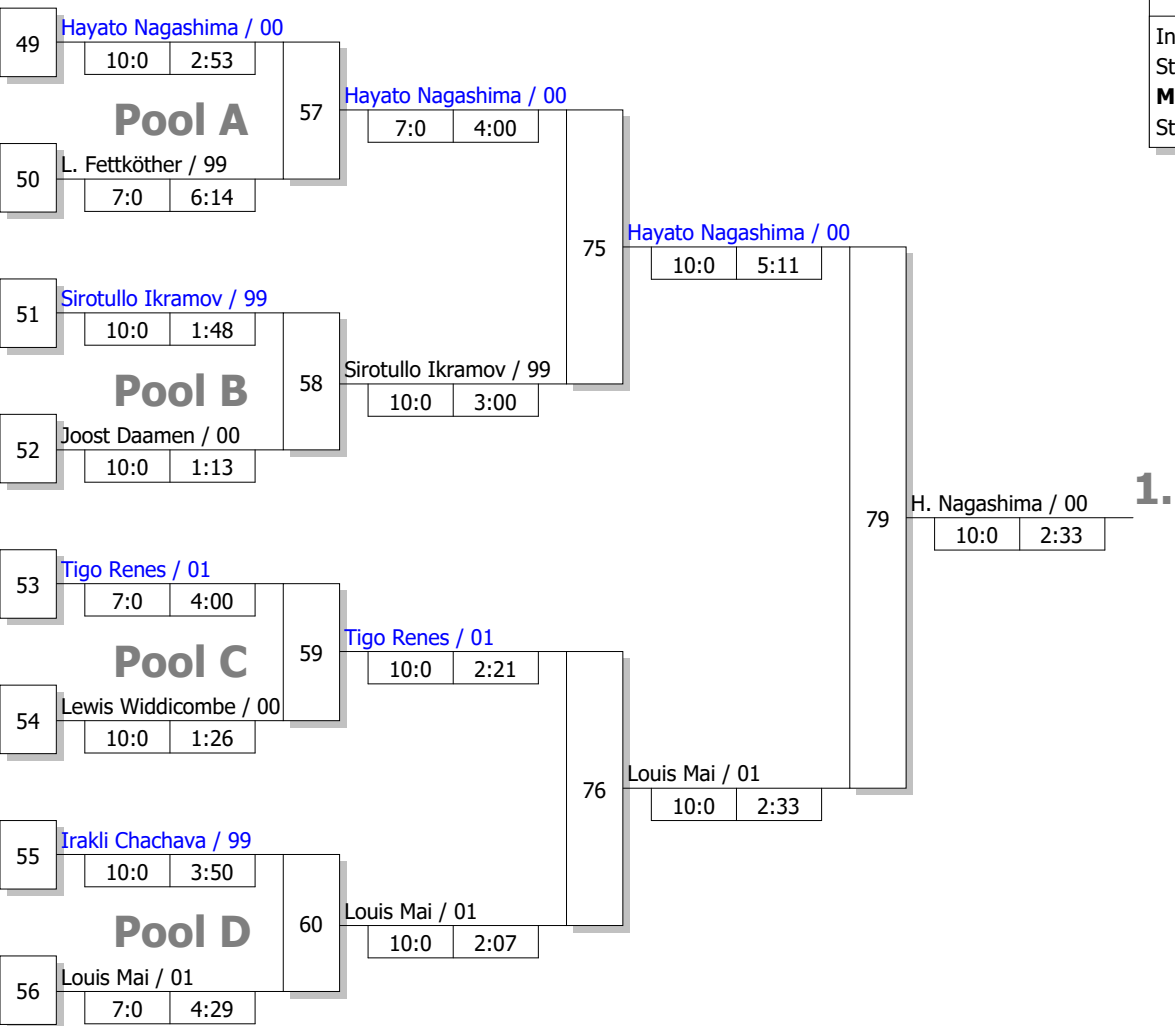 49
Hayato Nagashima / 00
10:0 2:53
Pool A
57
Hayato Nagashima / 00
7:0 4:00
50
L. Fettköther / 99
7:0 6:14
75
Hayato Nagashima / 00
10:0 5:11
51
Sirotullo Ikramov / 99
10:0 1:48
Pool B
58
Sirotullo Ikramov / 99
10:0 3:00
52
Joost Daamen / 00
10:0 1:13
79
H. Nagashima / 00
10:0 2:33
1.
53
Tigo Renes / 01
7:0 4:00
Pool C
59
Tigo Renes / 01
10:0 2:21
54
Lewis Widdicombe / 00
10:0 1:26
76
Louis Mai / 01
10:0 2:33
55
Irakli Chachava / 99
10:0 3:50
Pool D
60
Louis Mai / 01
10:0 2:07
56
Louis Mai / 01
7:0 4:29
In
St
M
St